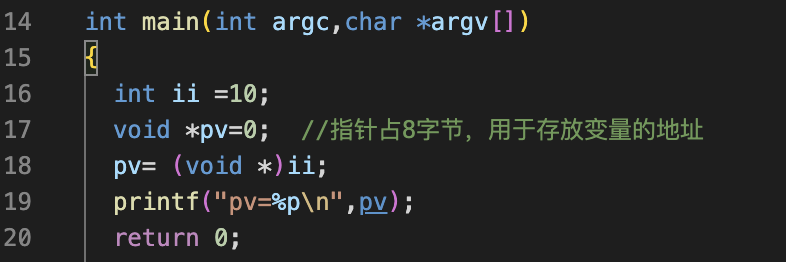 14 int main(int argc,char *argv[])
15 {
16 int ii =10;
17 void *pv=0; //指针占8字节，用于存放变量的地址
18 pv= (void *)ii;
19 printf("pv=%p\n",pv);
20 return 0;